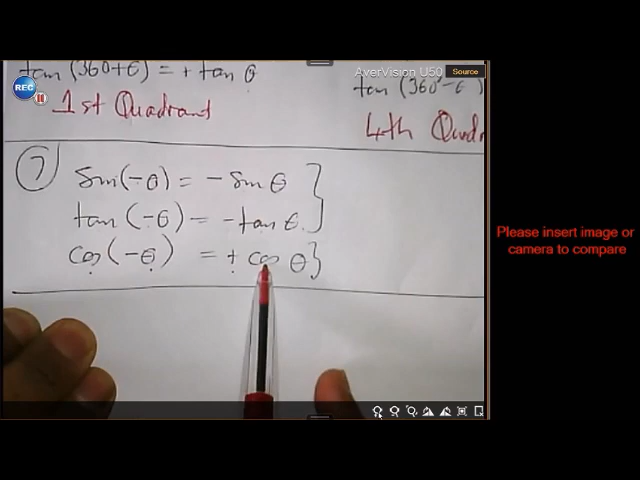 tan (360+θ) = + tan θ
AverVision U50
Source
REC
tan (360-θ)
1st Quadrant
4th Quadr
7
Sin(-θ) = - Sin θ
tan (-θ) = - tan θ.
Cos(-θ) = + Cos θ
Please insert image or
camera to compare